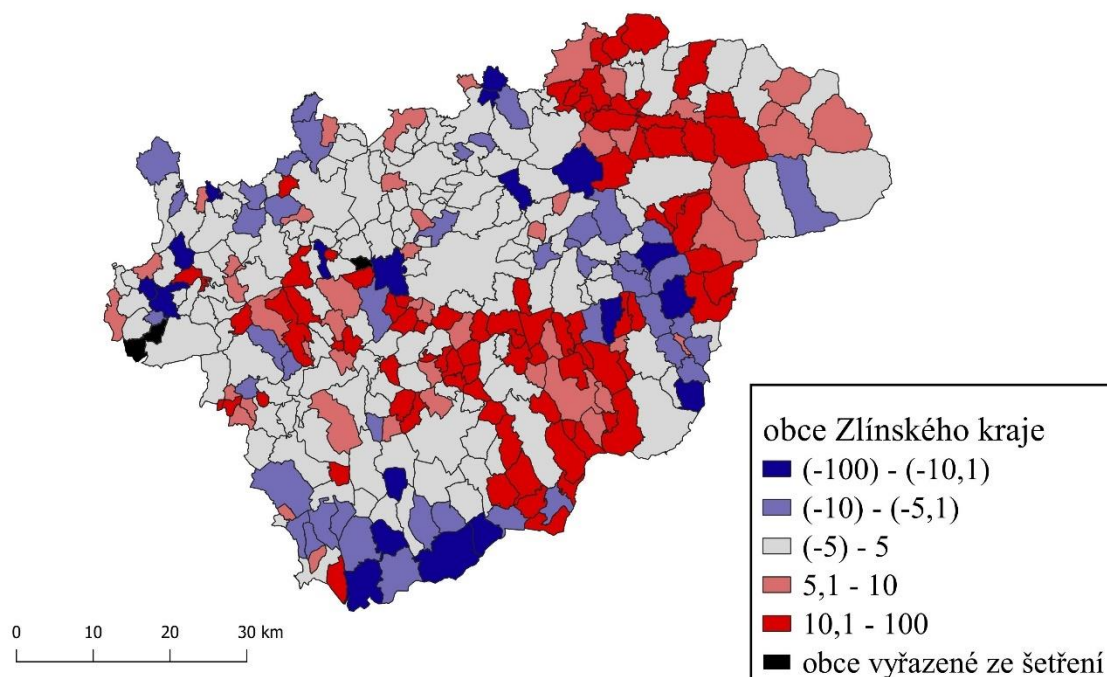 obce Zlínského kraje
(-100) - (-10,1)
(-10) - (-5,1)
(-5) - 5
5,1 - 10
10,1 - 100
obce vyřazené ze šetření
0 10 20 30 km